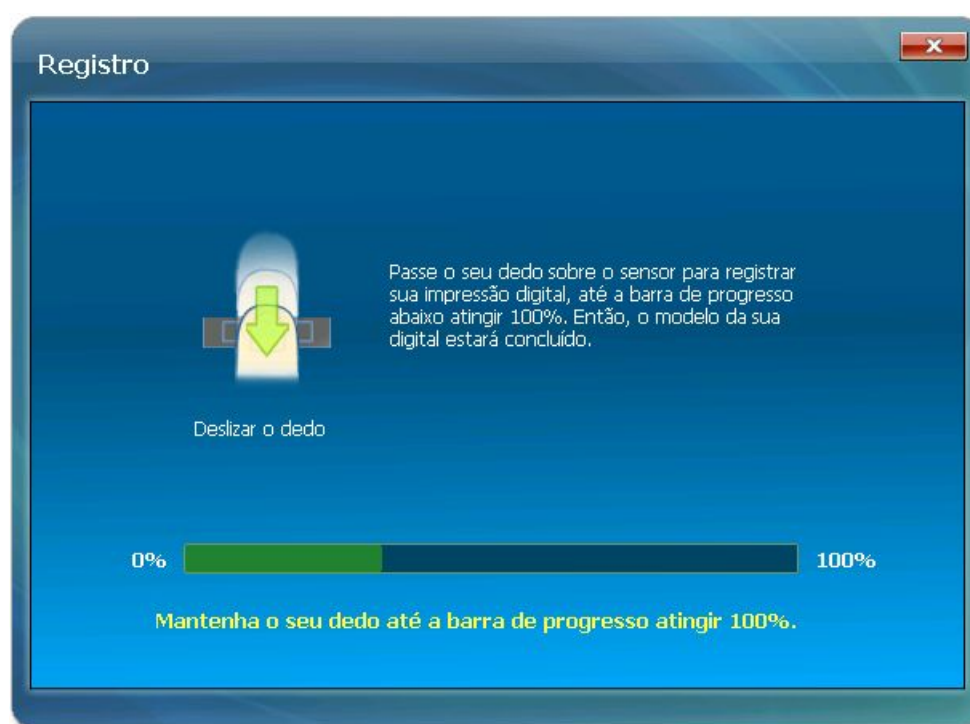 Registro
Passe o seu dedo sobre o sensor para registrar
sua impressão digital, até a barra de progresso
abaixo atingir 100%. Então, o modelo da sua
digital estará concluído.
Deslizar o dedo
0%
100%
Mantenha o seu dedo até a barra de progresso atingir 100%.